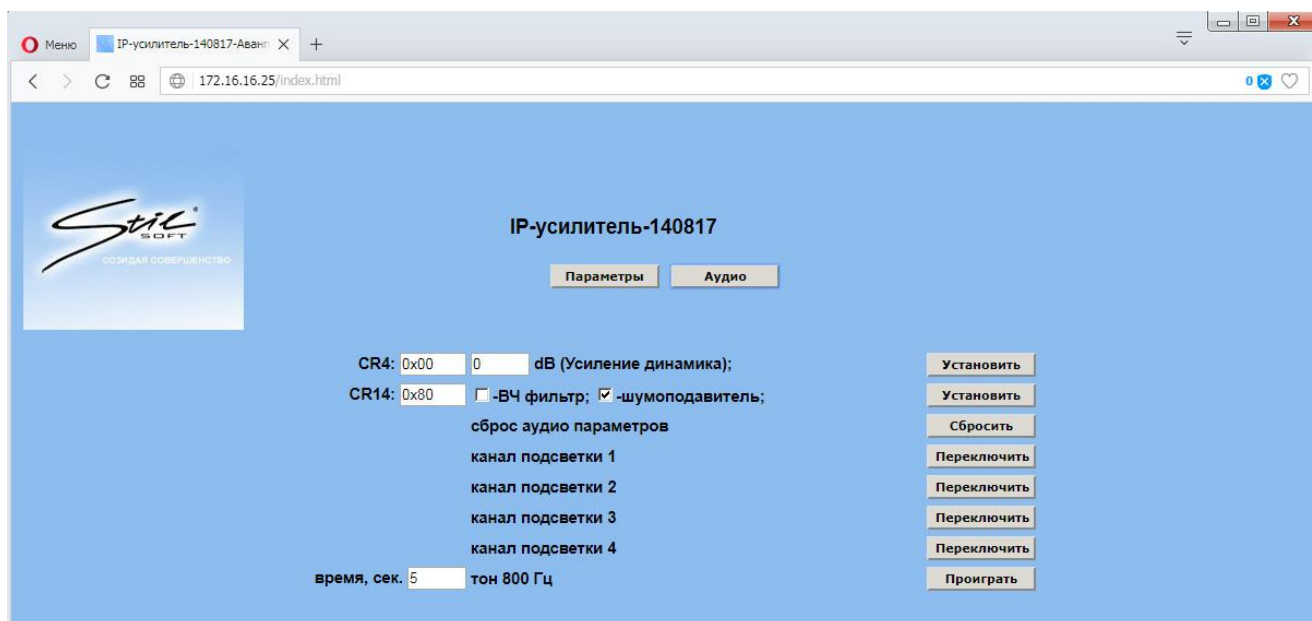 Меню IP-усилитель-140817-Аванг
172.16.16.25/index.html 0
Stil
SOFT
СОЗИДАЯ СОВЕРШЕНСТВО
IP-усилитель-140817
Параметры Аудио
CR4: 0x00 0 dB (Усиление динамика); Установить
CR14: 0x80 -ВЧ фильтр; -шумоподавитель; Установить
сброс аудио параметров Сбросить
канал подсветки 1 Переключить
канал подсветки 2 Переключить
канал подсветки 3 Переключить
канал подсветки 4 Переключить
время, сек. 5 тон 800 Гц Проиграть